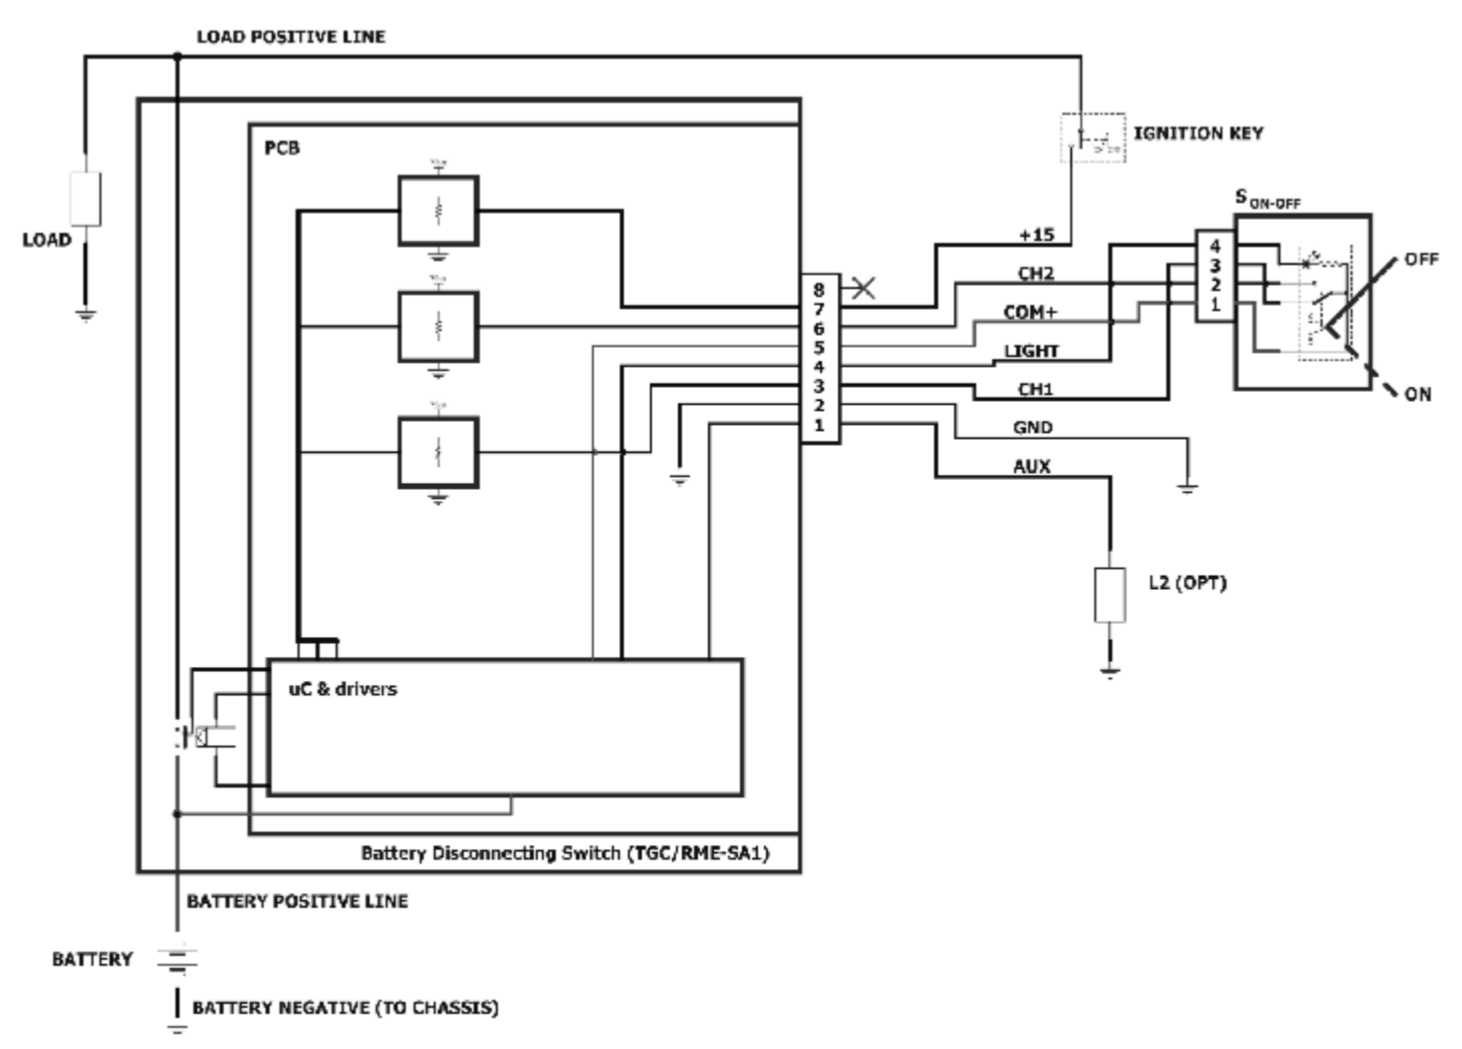 LOAD POSITIVE LINE
IGNITION KEY
PCB
S ON-OFF
LOAD
+15
4
OFF
3
CH2
8
2
7
COM+
1
6
5
LIGHT
4
3
CH1
ON
2
1
GND
AUX
L2 (OPT)
uC & drivers
Battery Disconnecting Switch (TGC/RME-SA1)
BATTERY POSITIVE LINE
BATTERY
BATTERY NEGATIVE (TO CHASSIS)